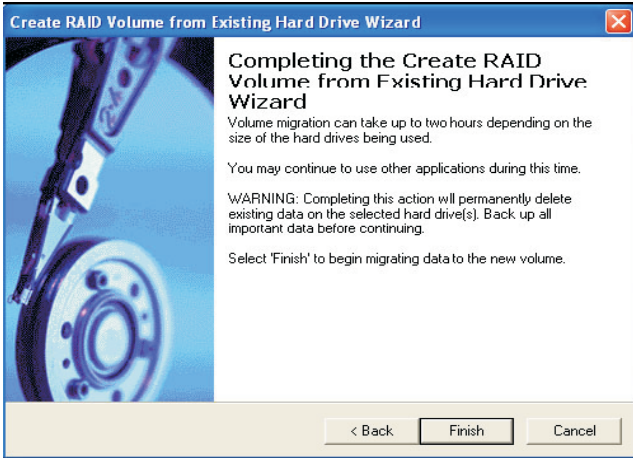 Create RAID Volume from Existing Hard Drive Wizard
Completing the Create RAID
Volume from Existing Hard Drive
Wizard
Volume migration can take up to two hours depending on the
size of the hard drives being used.
You may continue to use other applications during this time.
WARNING: Completing this action will permanently delete
existing data on the selected hard drive(s). Back up all
important data before continuing.
Select 'Finish' to begin migrating data to the new volume.
< Back
Finish
Cancel